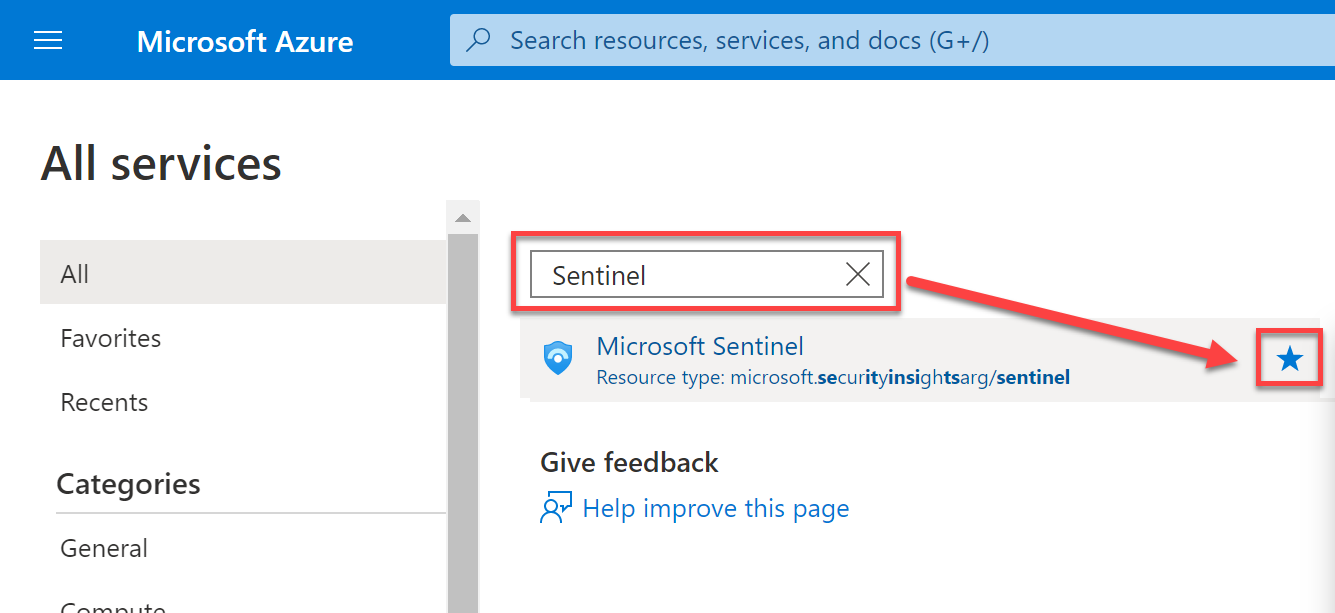 Microsoft Azure
Search resources, services, and docs (G+/)
All services
All
Favorites
Recents
Categories
General
Compute
Sentinel
Microsoft Sentinel
Resource type: microsoft.securityinsightsarg/sentinel
Give feedback
Help improve this page